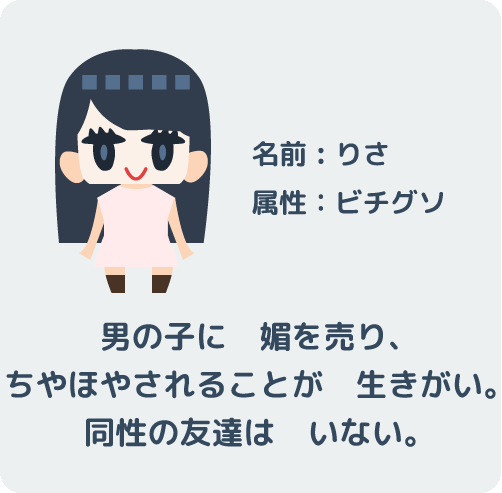 名前：りさ
属性：ビチグソ
男の子に　媚を売り、
ちやほやされることが　生きがい。
同性の友達は　いない。